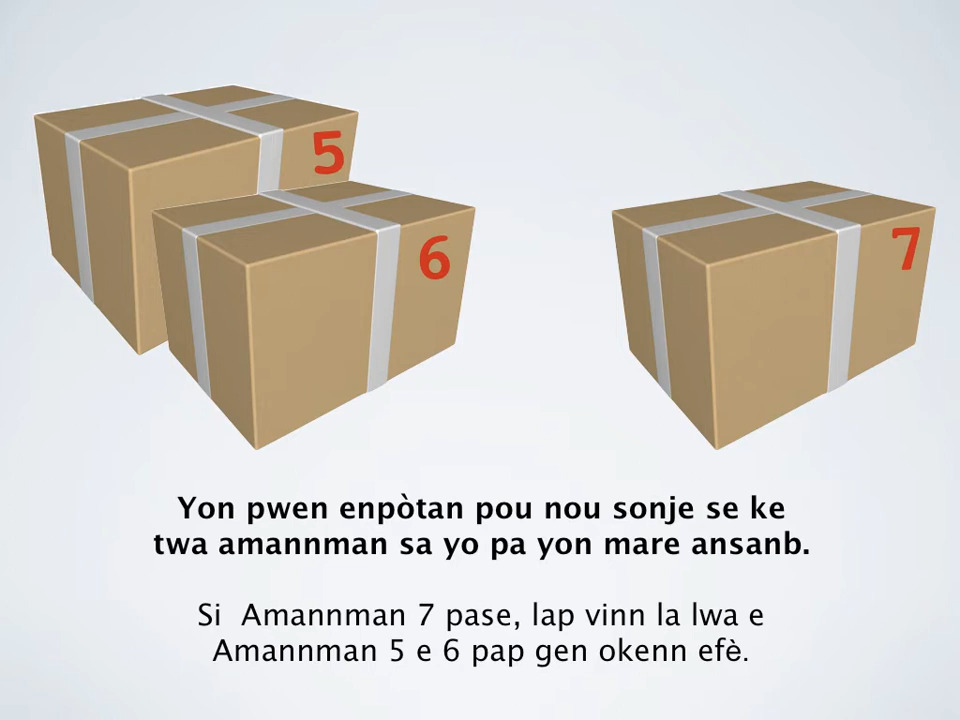 5
6
7
Yon pwen enpòtan pou nou sonje se ke
twa amannman sa yo pa yon mare ansanb.
Si  Amannman 7 pase, lap vinn la lwa e
Amannman 5 e 6 pap gen okenn efè.